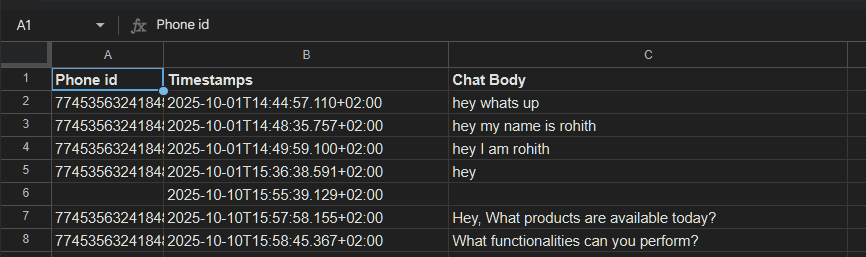 A1 fx Phone id
A B C
1 Phone id Timestamps Chat Body
2 77453563241848 2025-10-01T14:44:57.110+02:00 hey whats up
3 77453563241848 2025-10-01T14:48:35.757+02:00 hey my name is rohith
4 77453563241848 2025-10-01T14:49:59.100+02:00 hey I am rohith
5 77453563241848 2025-10-01T15:36:38.591+02:00 hey
6 2025-10-10T15:55:39.129+02:00
7 77453563241848 2025-10-10T15:57:58.155+02:00 Hey, What products are available today?
8 77453563241848 2025-10-10T15:58:45.367+02:00 What functionalities can you perform?